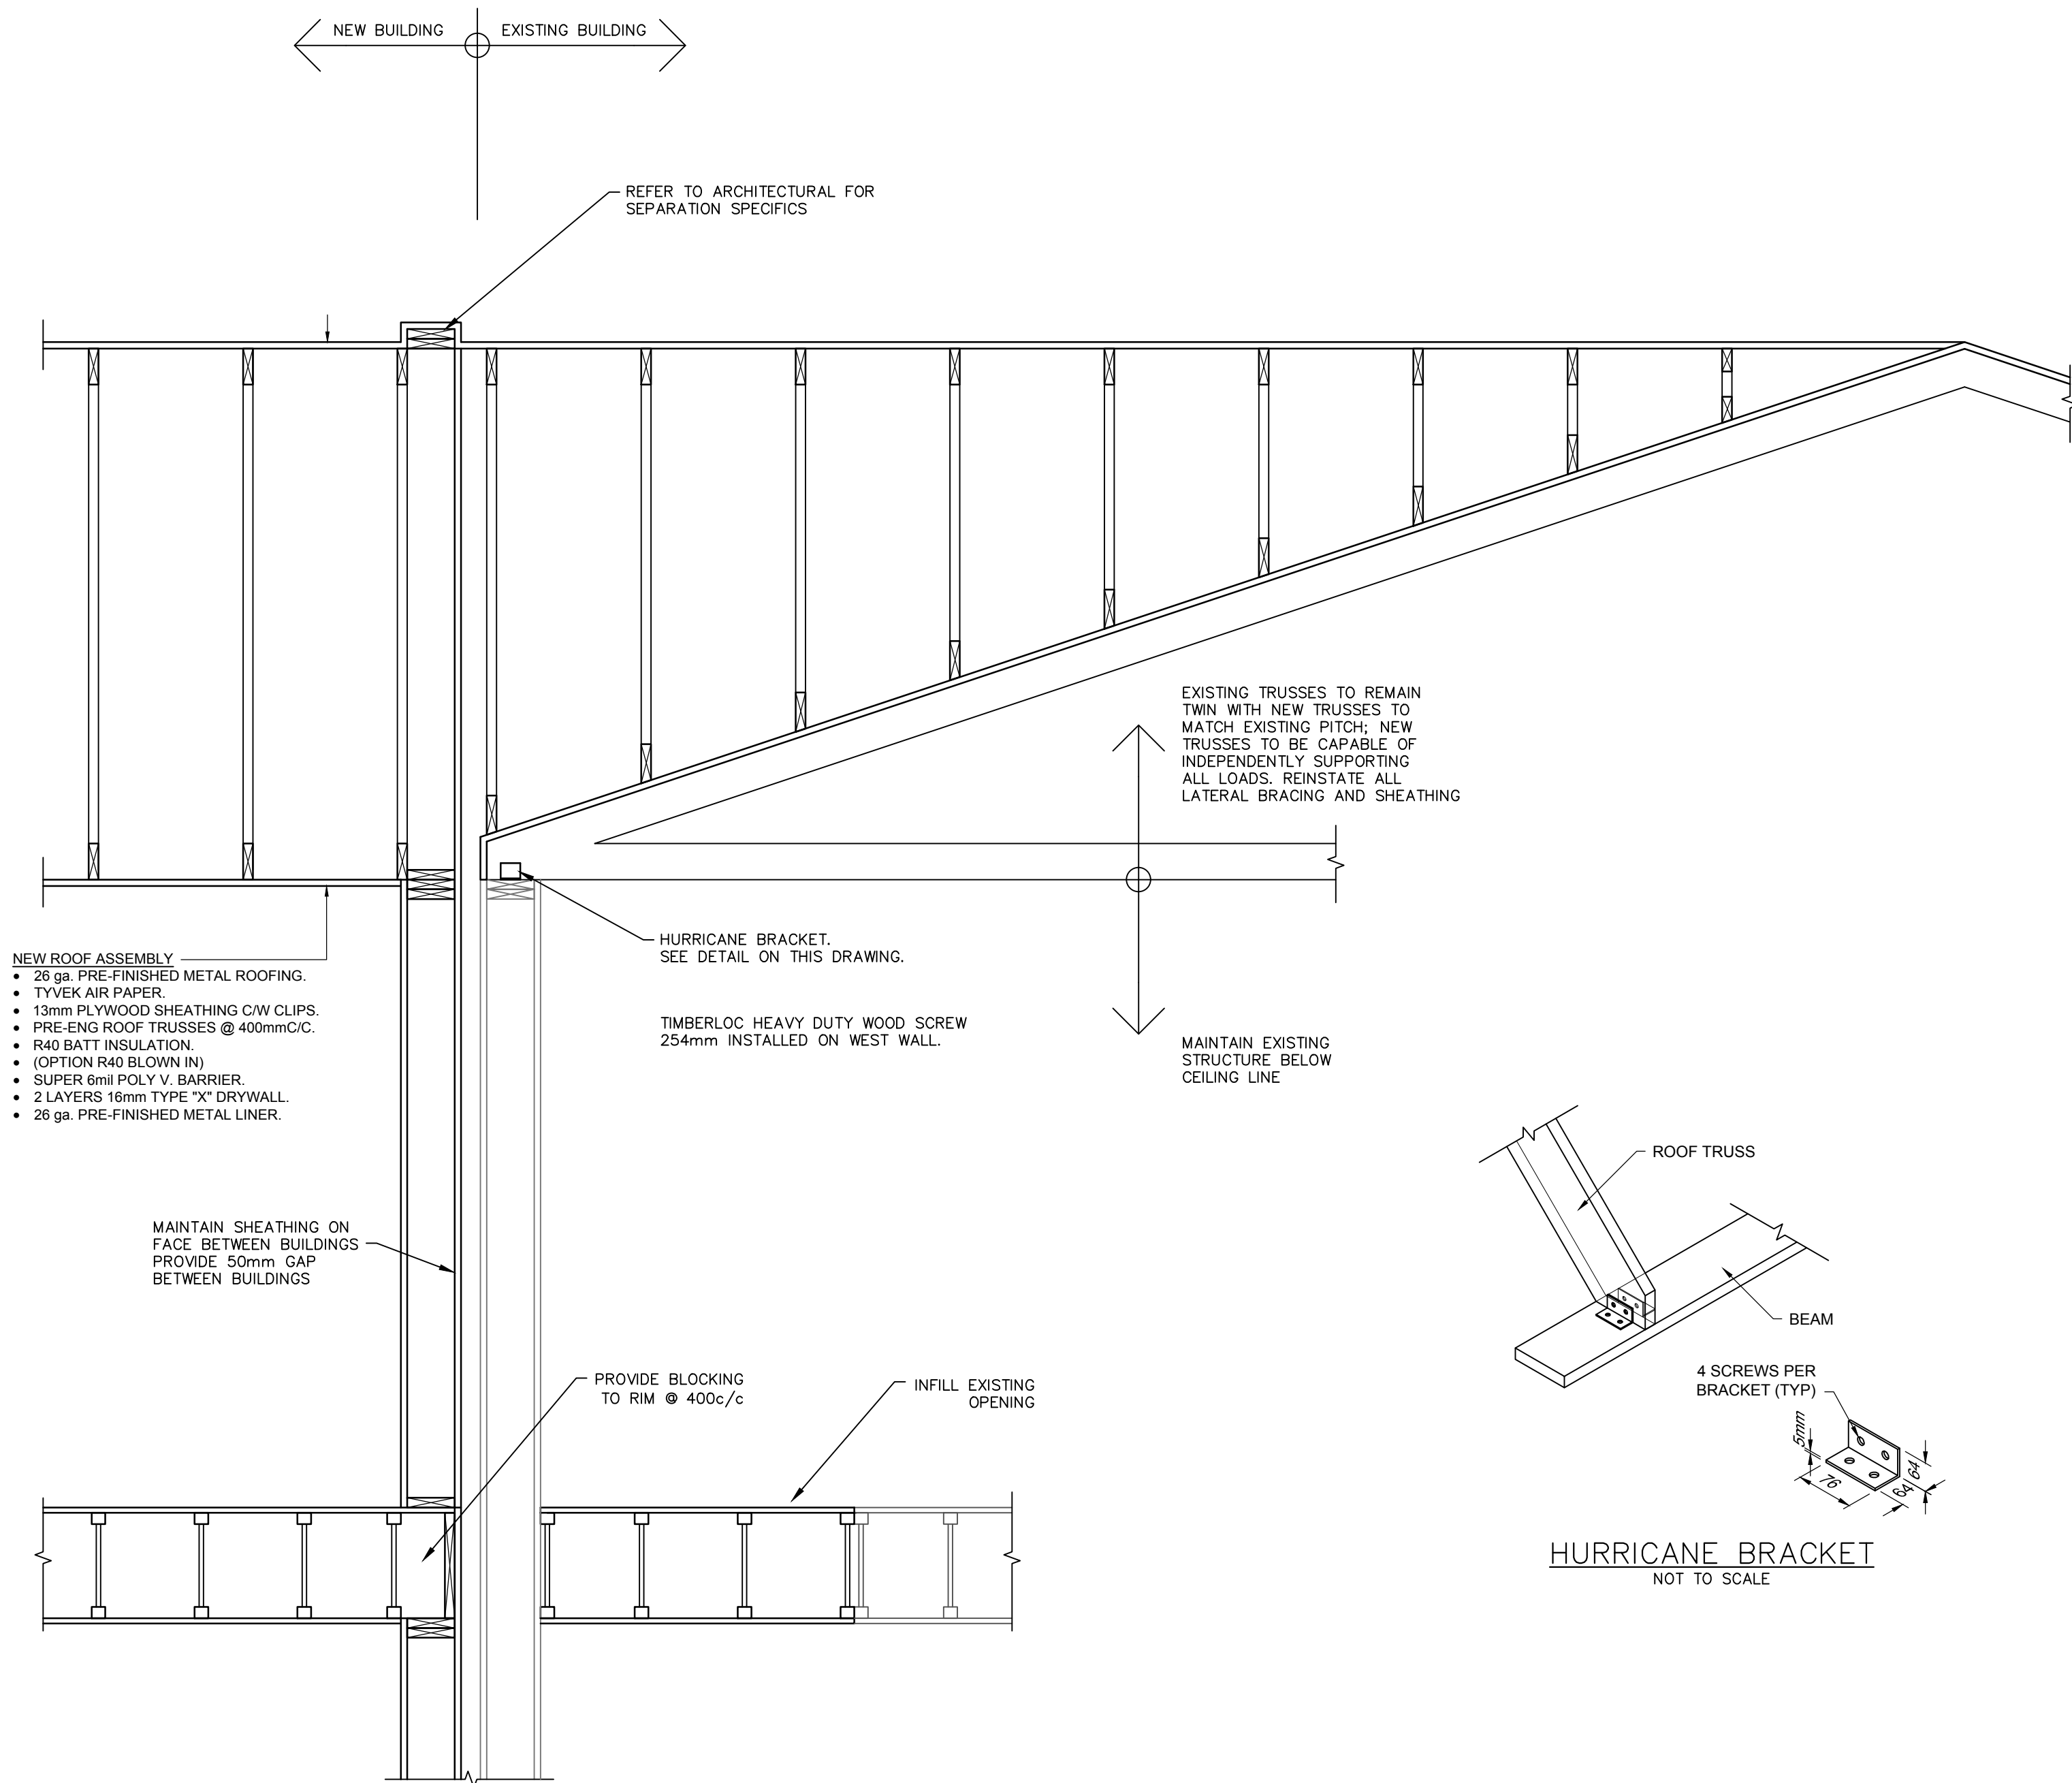 NEW BUILDING
EXISTING BUILDING
REFER TO ARCHITECTURAL FOR
SEPARATION SPECIFICS
EXISTING TRUSSES TO REMAIN
TWIN WITH NEW TRUSSES TO
MATCH EXISTING PITCH; NEW
TRUSSES TO BE CAPABLE OF
INDEPENDENTLY SUPPORTING
ALL LOADS. REINSTATE ALL
LATERAL BRACING AND SHEATHING
HURRICANE BRACKET.
SEE DETAIL ON THIS DRAWING.
NEW ROOF ASSEMBLY
• 26 ga. PRE-FINISHED METAL ROOFING.
• TYVEK AIR PAPER.
• 13mm PLYWOOD SHEATHING C/W CLIPS.
• PRE-ENG ROOF TRUSSES @ 400mmC/C.
• R40 BATT INSULATION.
• (OPTION R40 BLOWN IN)
• SUPER 6mil POLY V. BARRIER.
• 2 LAYERS 16mm TYPE "X" DRYWALL.
• 26 ga. PRE-FINISHED METAL LINER.
TIMBERLOC HEAVY DUTY WOOD SCREW
254mm INSTALLED ON WEST WALL.
MAINTAIN EXISTING
STRUCTURE BELOW
CEILING LINE
MAINTAIN SHEATHING ON
FACE BETWEEN BUILDINGS
PROVIDE 50mm GAP
BETWEEN BUILDINGS
ROOF TRUSS
BEAM
PROVIDE BLOCKING
TO RIM @ 400c/c
INFILL EXISTING
OPENING
4 SCREWS PER
BRACKET (TYP)
5mm
76
64
64
HURRICANE BRACKET
NOT TO SCALE